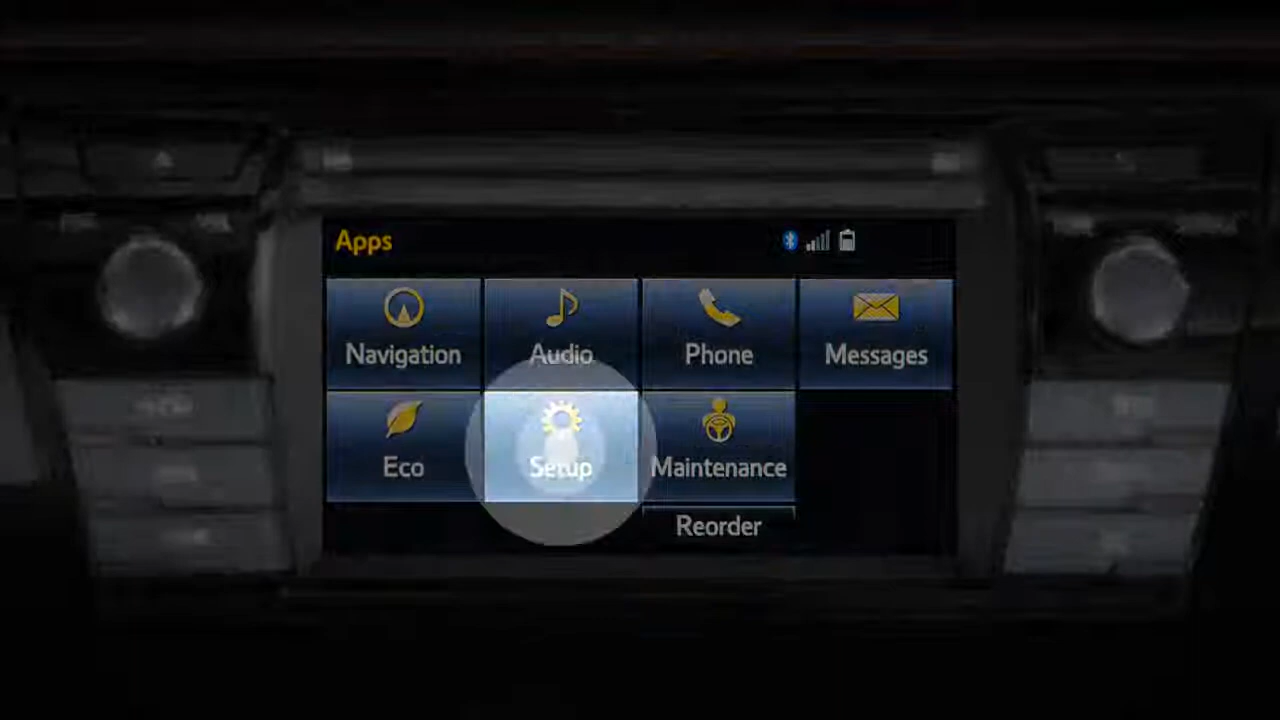 Apps
Navigation
Audio
Phone
Messages
Eco
Setup
Maintenance
Reorder